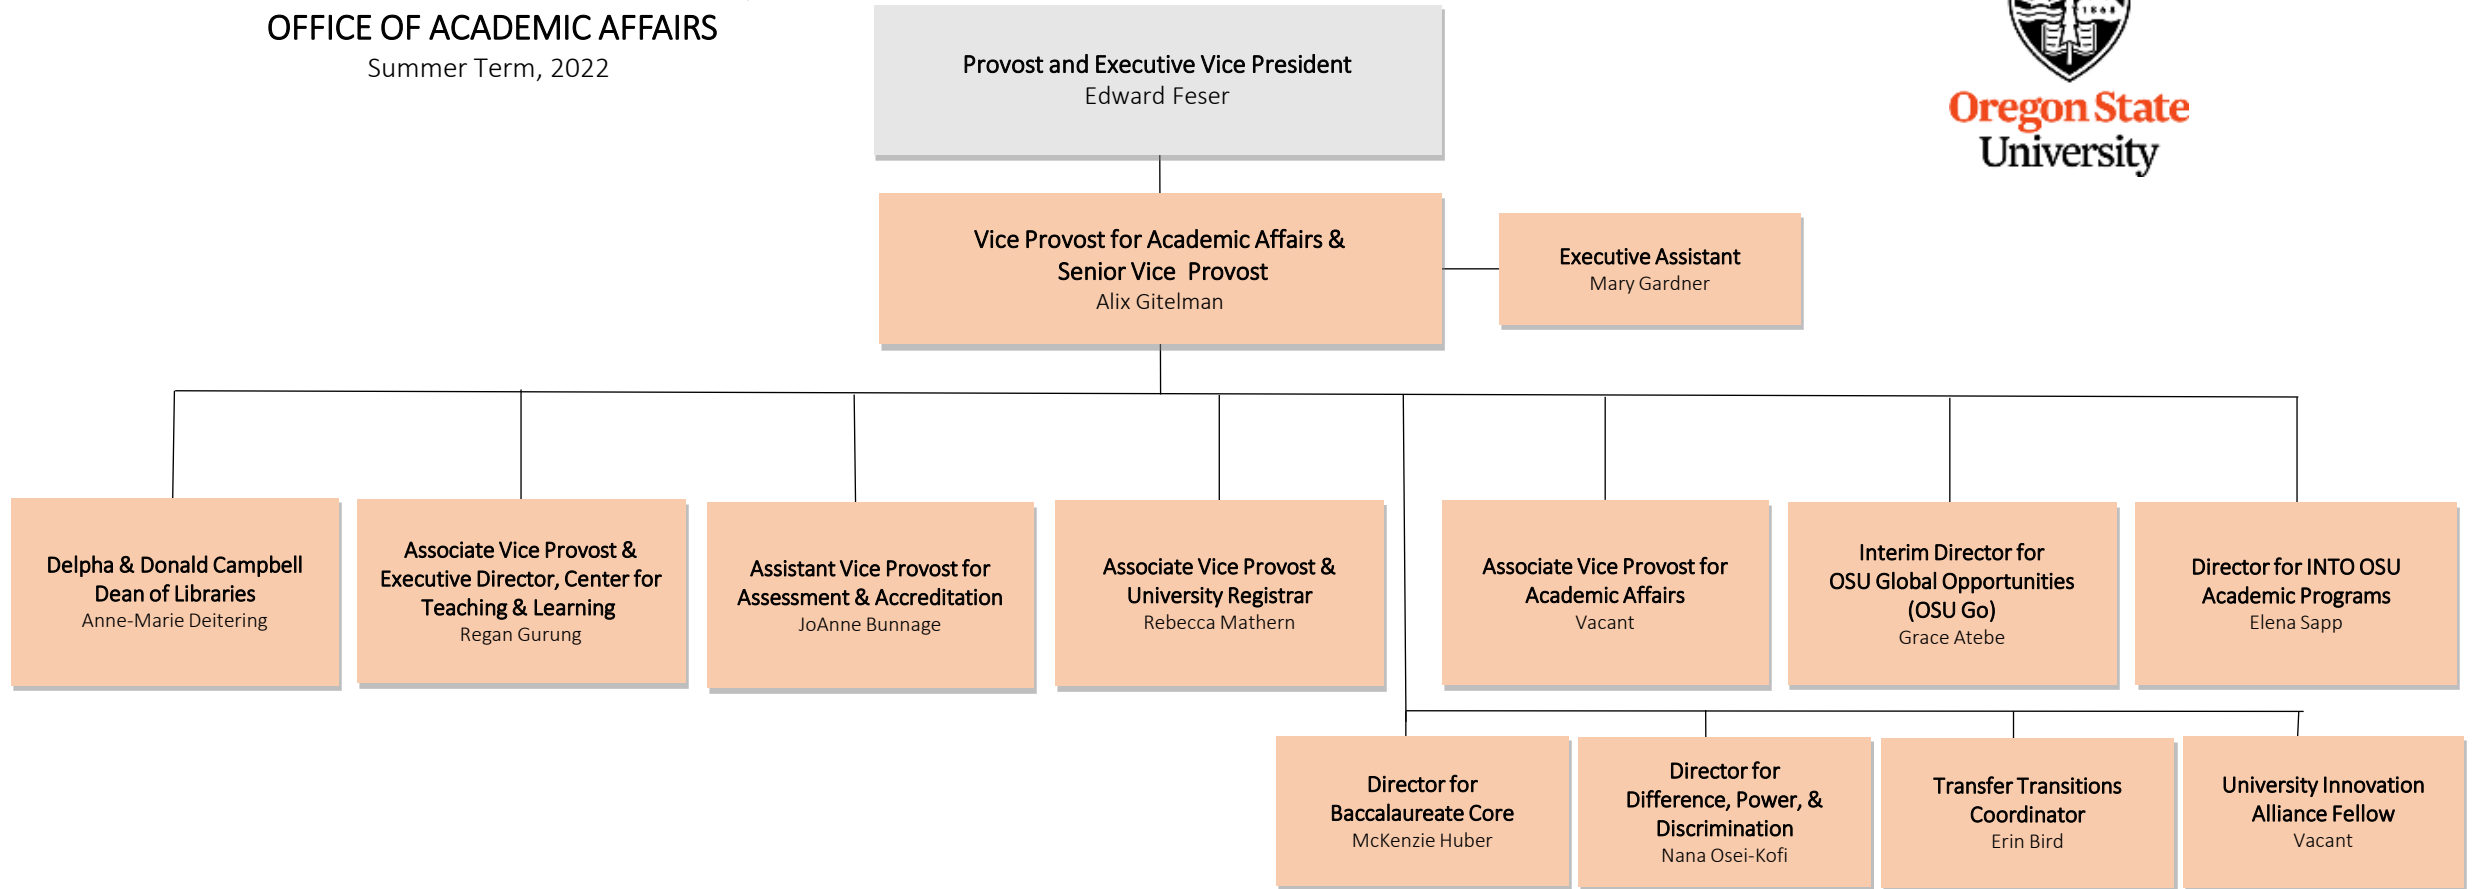 OFFICE OF ACADEMIC AFFAIRS
Summer Term, 2022
Provost and Executive Vice President
Edward Feser
1868
Oregon State
University
Vice Provost for Academic Affairs &
Senior Vice Provost
Alix Gitelman
Executive Assistant
Mary Gardner
Delpha & Donald Campbell
Dean of Libraries
Anne-Marie Deitering
Associate Vice Provost &
Executive Director, Center for
Teaching & Learning
Regan Gurung
Assistant Vice Provost for
Assessment & Accreditation
JoAnne Bunnage
Associate Vice Provost &
University Registrar
Rebecca Mathern
Associate Vice Provost for
Academic Affairs
Vacant
Interim Director for
OSU Global Opportunities
(OSU Go)
Grace Atebe
Director for INTO OSU
Academic Programs
Elena Sapp
Director for
Baccalaureate Core
McKenzie Huber
Director for
Difference, Power, &
Discrimination
Nana Osei-Kofi
Transfer Transitions
Coordinator
Erin Bird
University Innovation
Alliance Fellow
Vacant